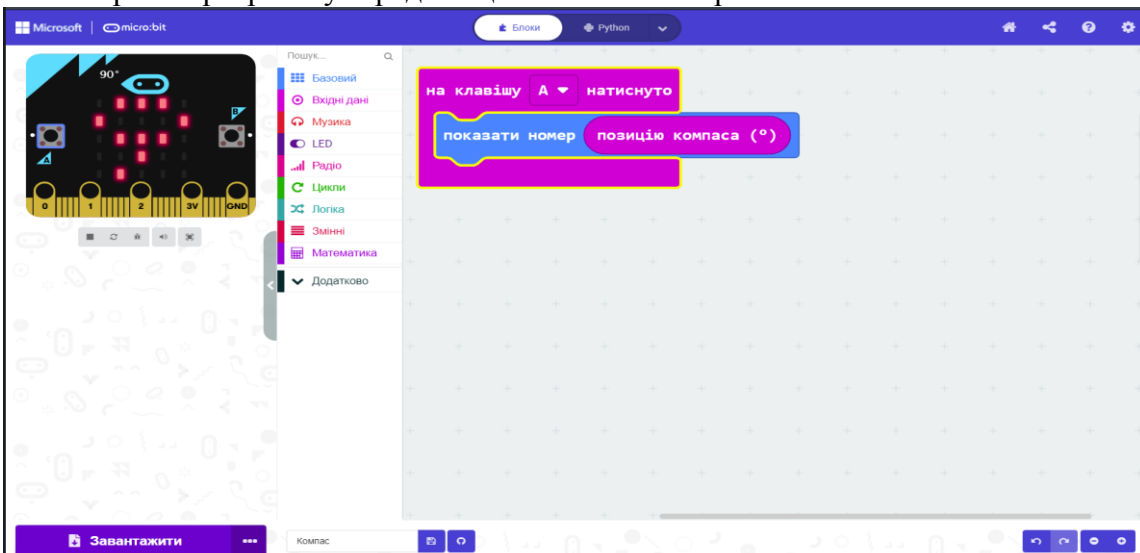 Microsoft | micro:bit
Блоки
Python
Пошук...
Базовий
Вхідні дані
Музика
LED
Радіо
Цикли
Логіка
Змінні
Математика
Додатково
90°
B
A
0 1 2 3V GND
на клавішу A натиснуто
показати номер позицію компаса (°)
Завантажити
Компас